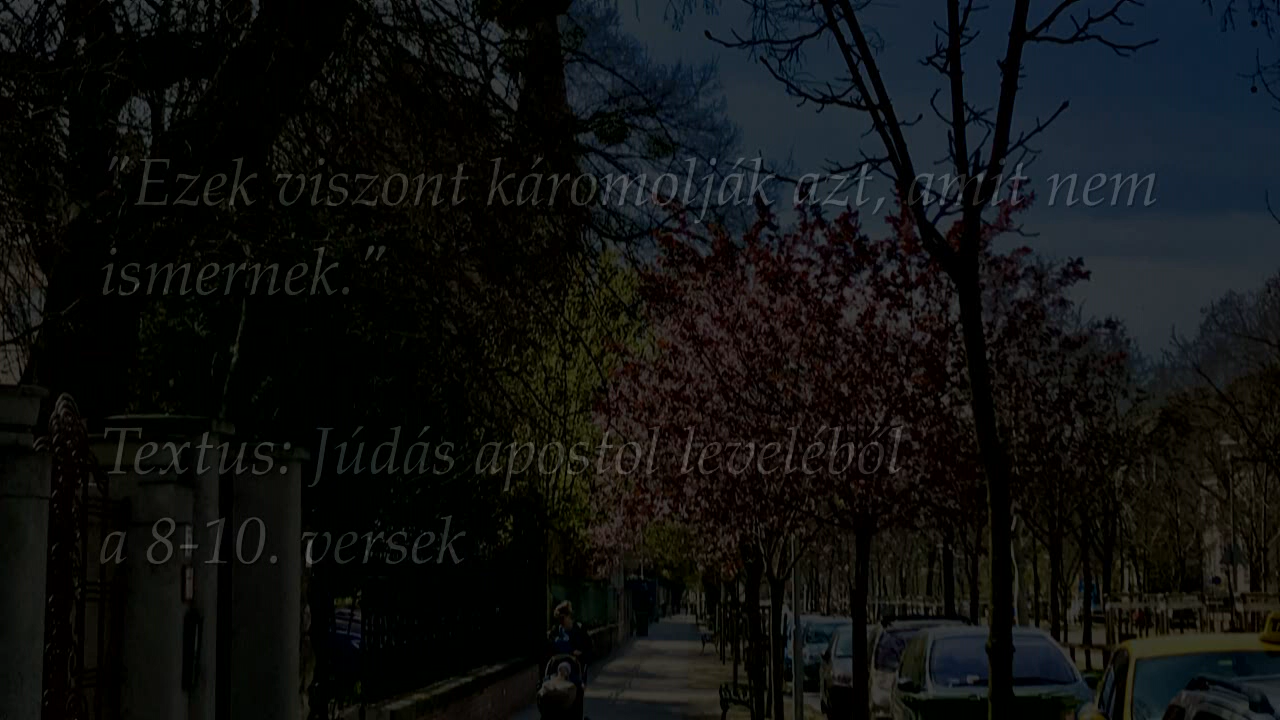 "Ezek viszont káromolják azt, amit nem
ismernek."
Textus: Júdás apostol leveléből
a 8-10. versek